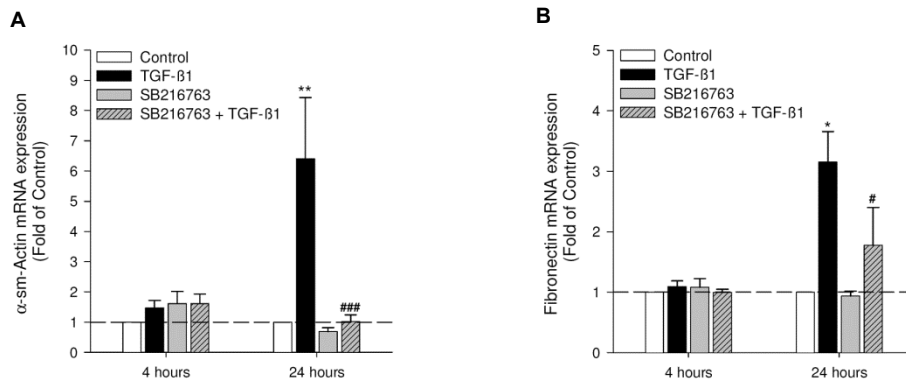 A
α-sm-Actin mRNA expression
(Fold of Control)
10
9
8
7
6
5
4
3
2
1
0
Control
TGF-ß1
SB216763
SB216763 + TGF-ß1
**
###
4 hours
24 hours
B
Fibronectin mRNA expression
(Fold of Control)
5
4
3
2
1
0
Control
TGF-ß1
SB216763
SB216763 + TGF-ß1
*
#
4 hours
24 hours